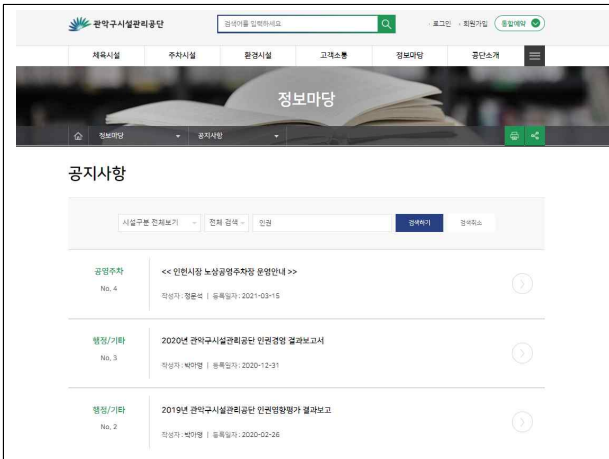 관악구시설관리공단
검색어를 입력하세요
로그인 회원가입 통합예약
체육시설 주차시설 환경시설 고객소통 정보마당 공단소개
정보마당
정보마당 공지사항
공지사항
시설구분 전체보기 전체 검색 인권 검색하기 검색취소
공영주차
No. 4
<< 인헌시장 노상공영주차장 운영안내 >>
작성자 : 정문석 | 등록일자 : 2021-03-15
행정/기타
No. 3
2020년 관악구시설관리공단 인권경영 결과보고서
작성자 : 박아영 | 등록일자 : 2020-12-31
행정/기타
No. 2
2019년 관악구시설관리공단 인권영향평가 결과보고
작성자 : 박아영 | 등록일자 : 2020-02-26